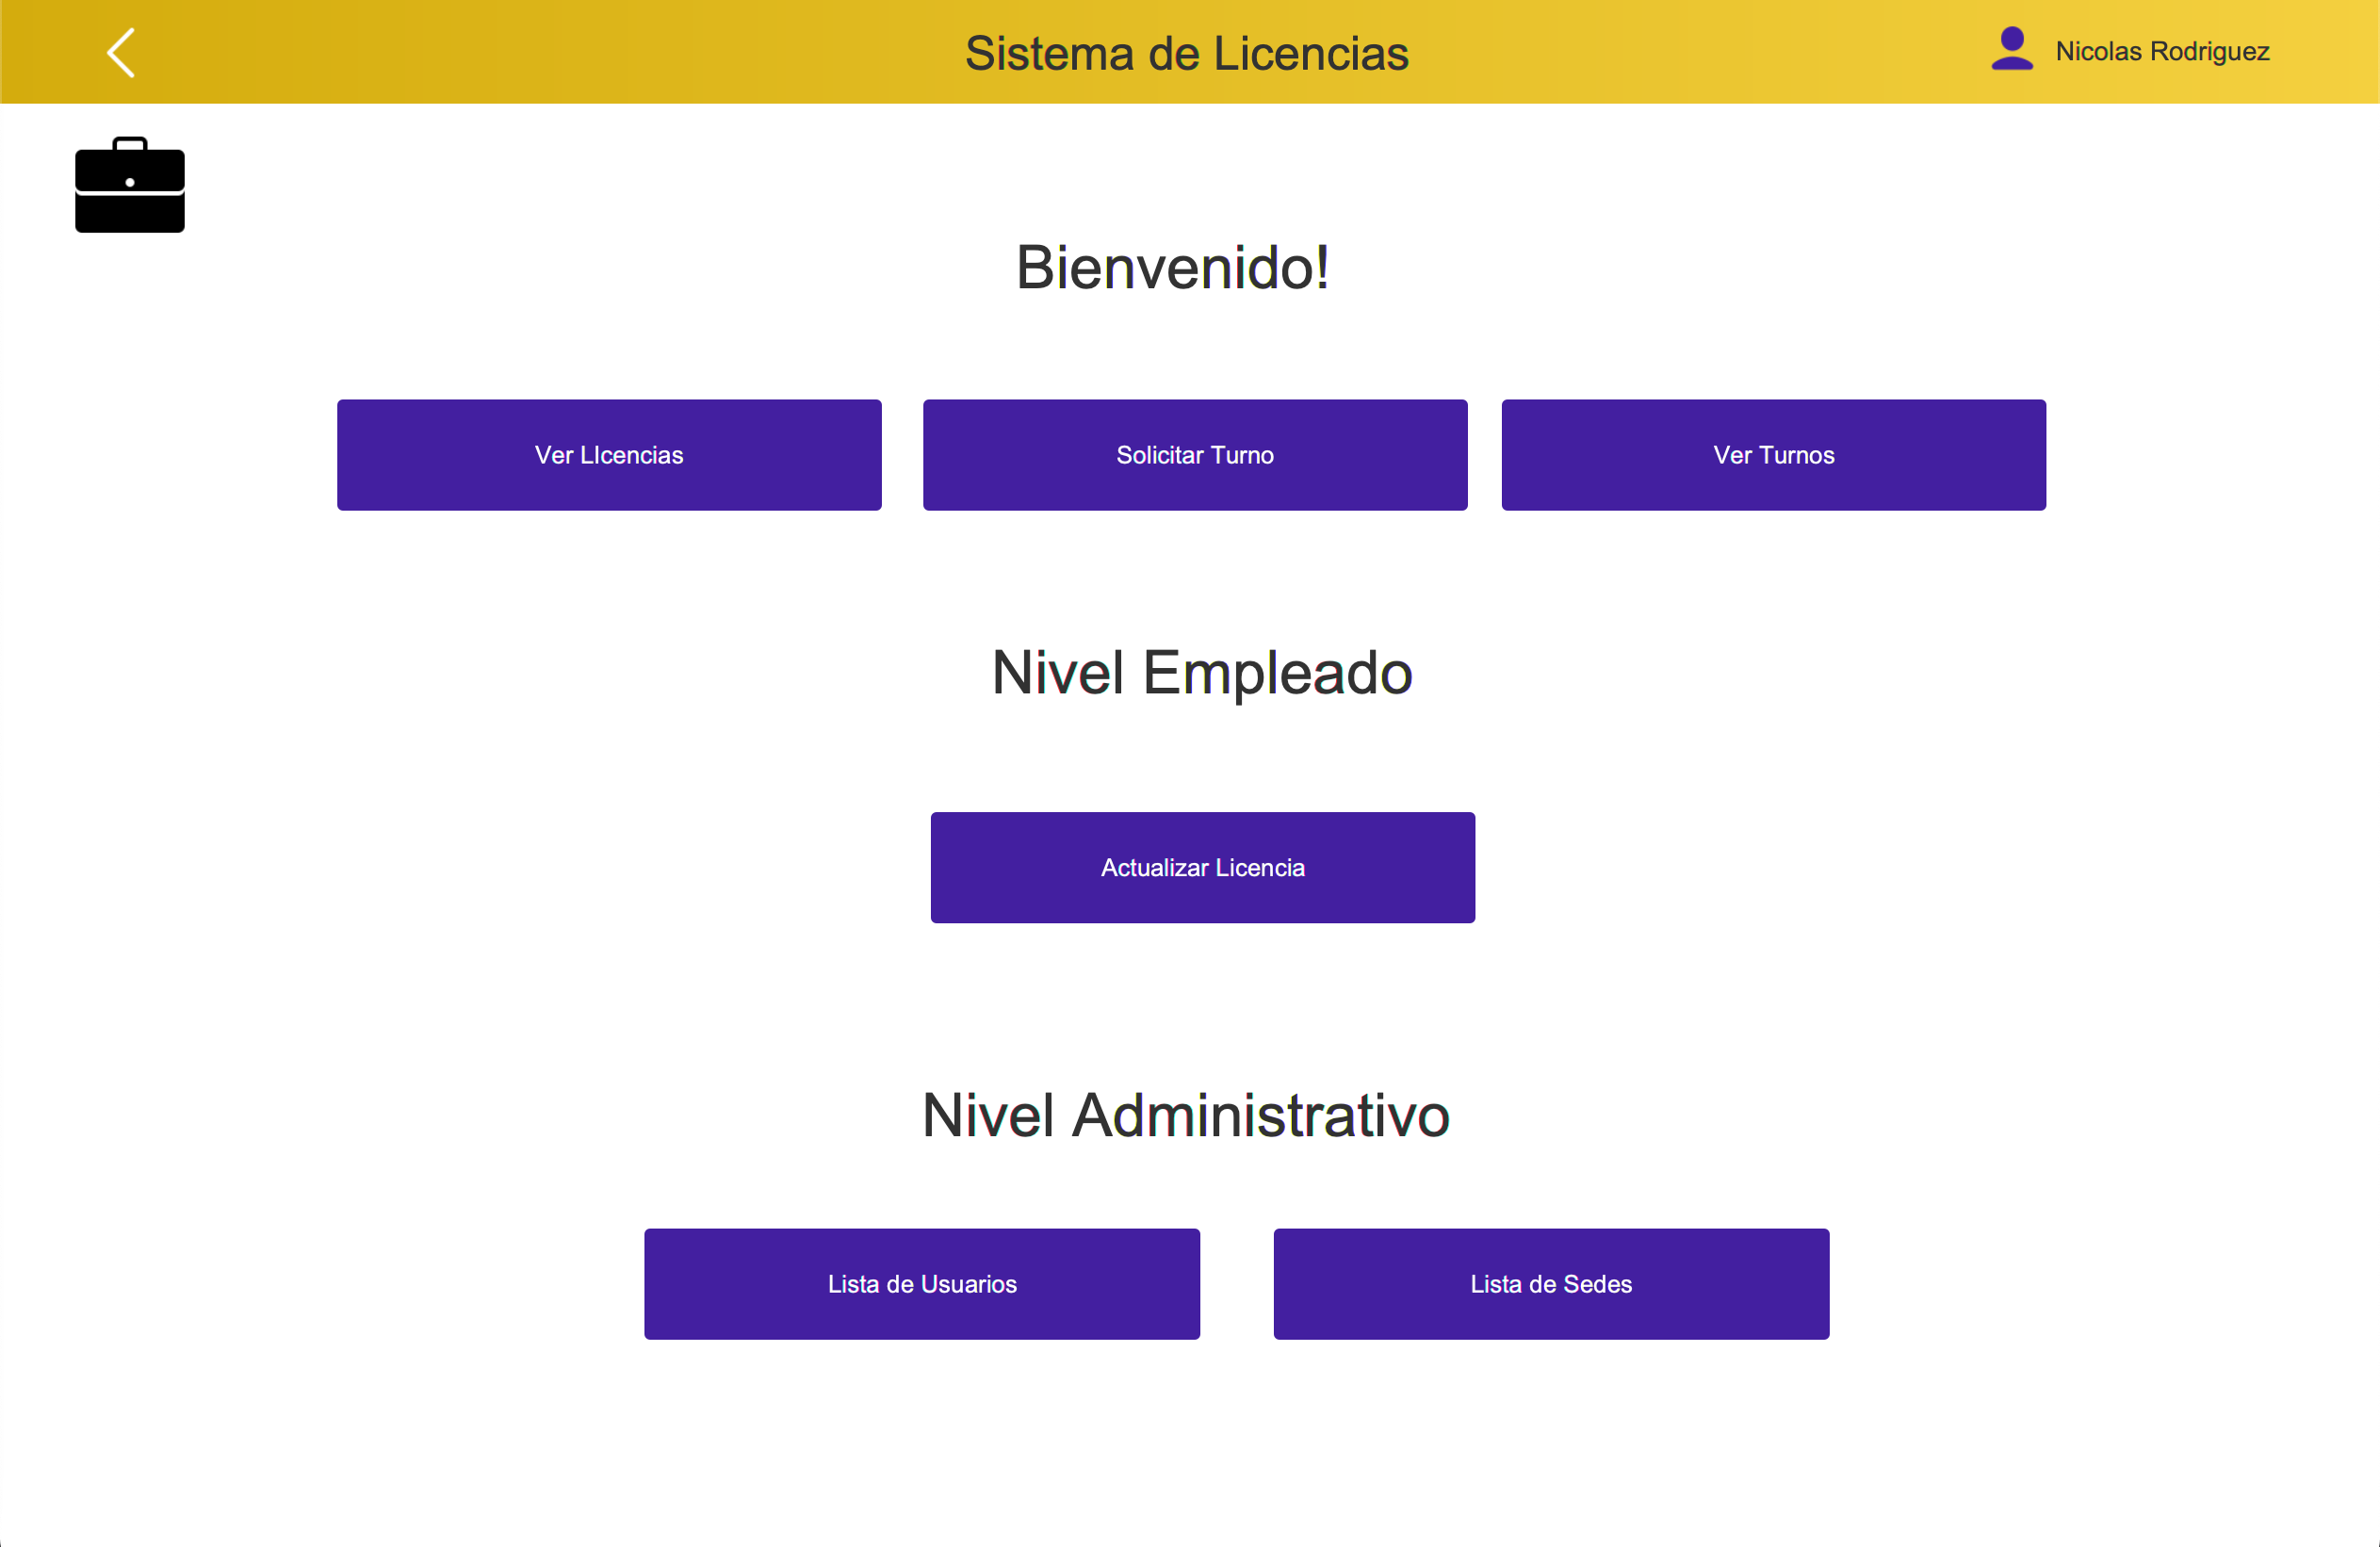 Sistema de Licencias
Nicolas Rodriguez
Bienvenido!
Ver LIcencias
Solicitar Turno
Ver Turnos
Nivel Empleado
Actualizar Licencia
Nivel Administrativo
Lista de Usuarios
Lista de Sedes